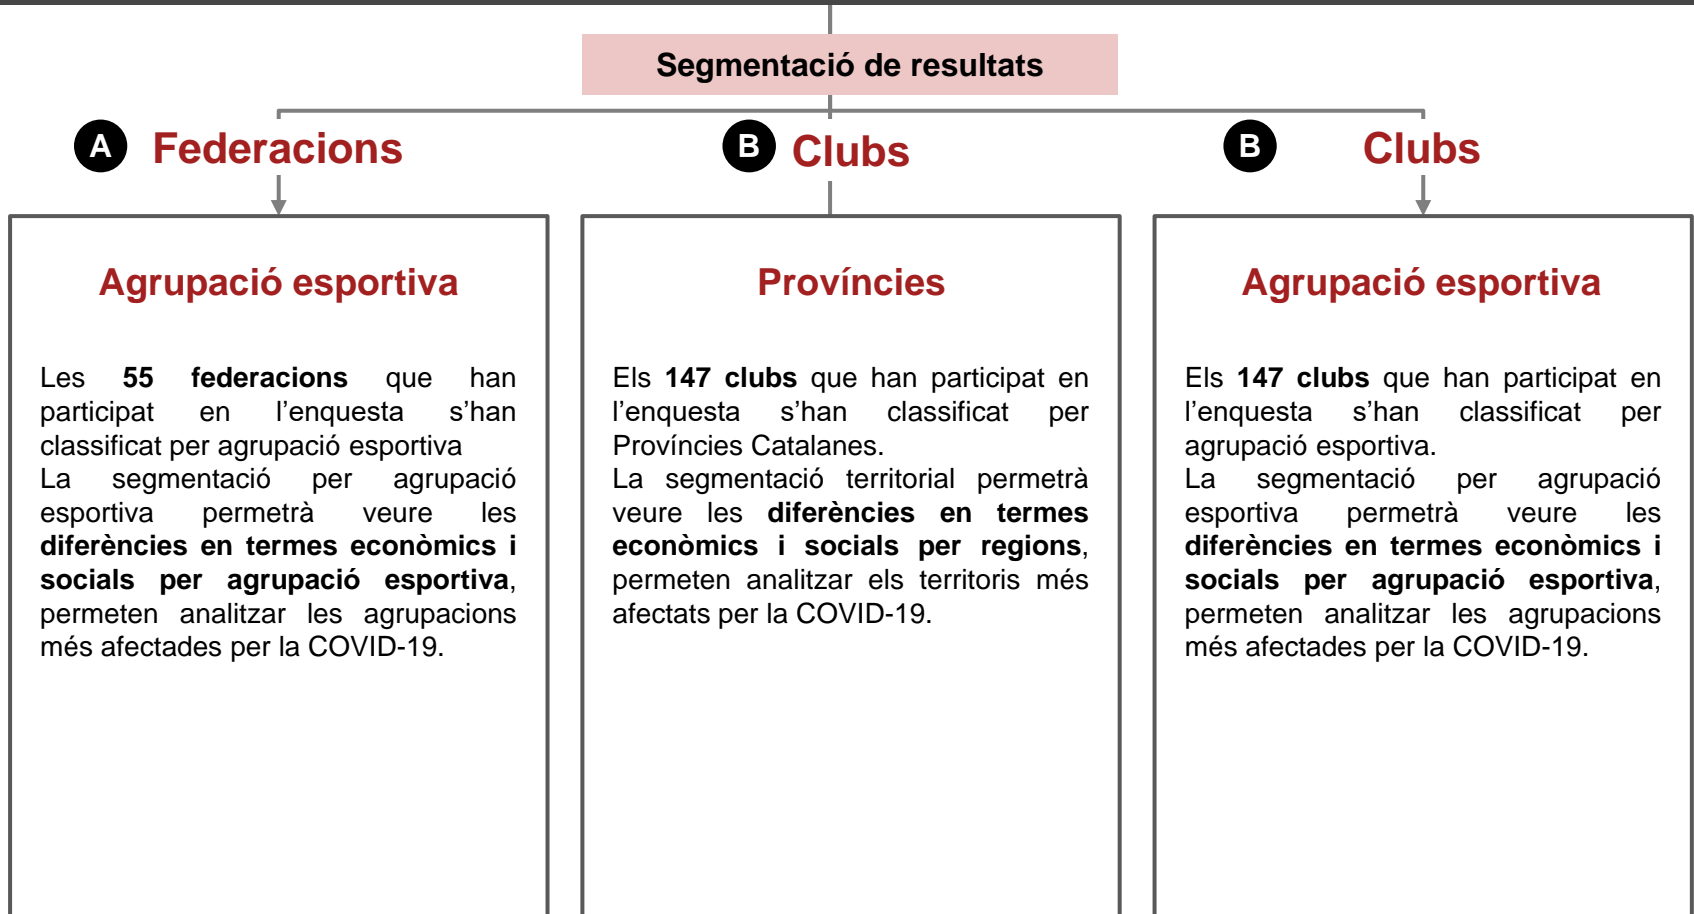 Segmentació de resultats
A Federacions
Agrupació esportiva
Les 55 federacions que han
participat en l’enquesta s’han
classificat per agrupació esportiva
La segmentació per agrupació
esportiva permetrà veure les
diferències en termes econòmics i
socials per agrupació esportiva,
permeten analitzar les agrupacions
més afectades per la COVID-19.
B Clubs
Províncies
Els 147 clubs que han participat en
l’enquesta s’han classificat per
Províncies Catalanes.
La segmentació territorial permetrà
veure les diferències en termes
econòmics i socials per regions,
permeten analitzar els territoris més
afectats per la COVID-19.
B Clubs
Agrupació esportiva
Els 147 clubs que han participat en
l’enquesta s’han classificat per
agrupació esportiva.
La segmentació per agrupació
esportiva permetrà veure les
diferències en termes econòmics i
socials per agrupació esportiva,
permeten analitzar les agrupacions
més afectades per la COVID-19.